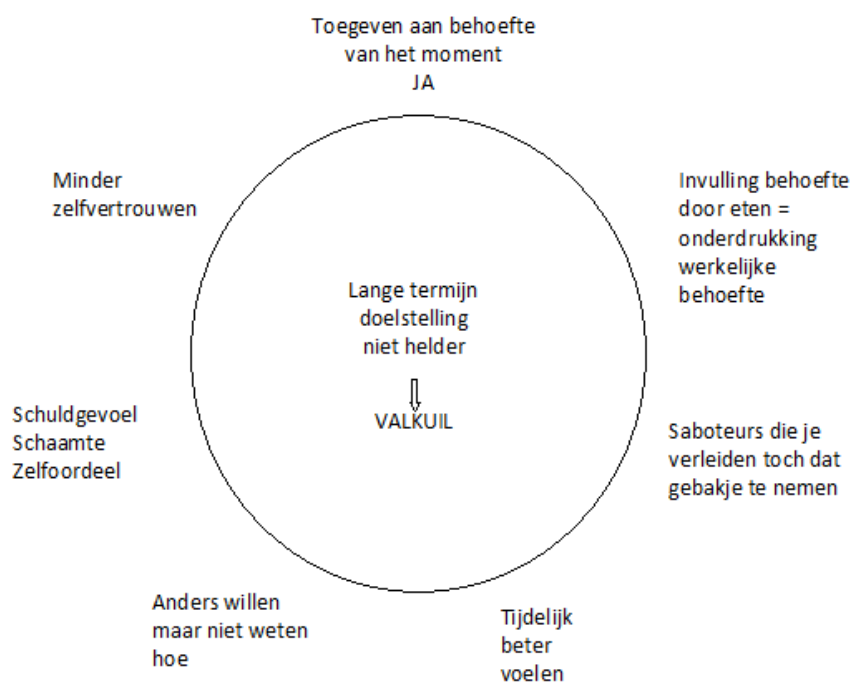 Toegeven aan behoefte
van het moment
JA
Invulling behoefte
door eten =
onderdrukking
werkelijke
behoefte
Saboteurs die je
verleiden toch dat
gebakje te nemen
Tijdelijk
beter
voelen
Anders willen
maar niet weten
hoe
Schuldgevoel
Schaamte
Zelfoordeel
Minder
zelfvertrouwen
Lange termijn
doelstelling
niet helder
VALKUIL